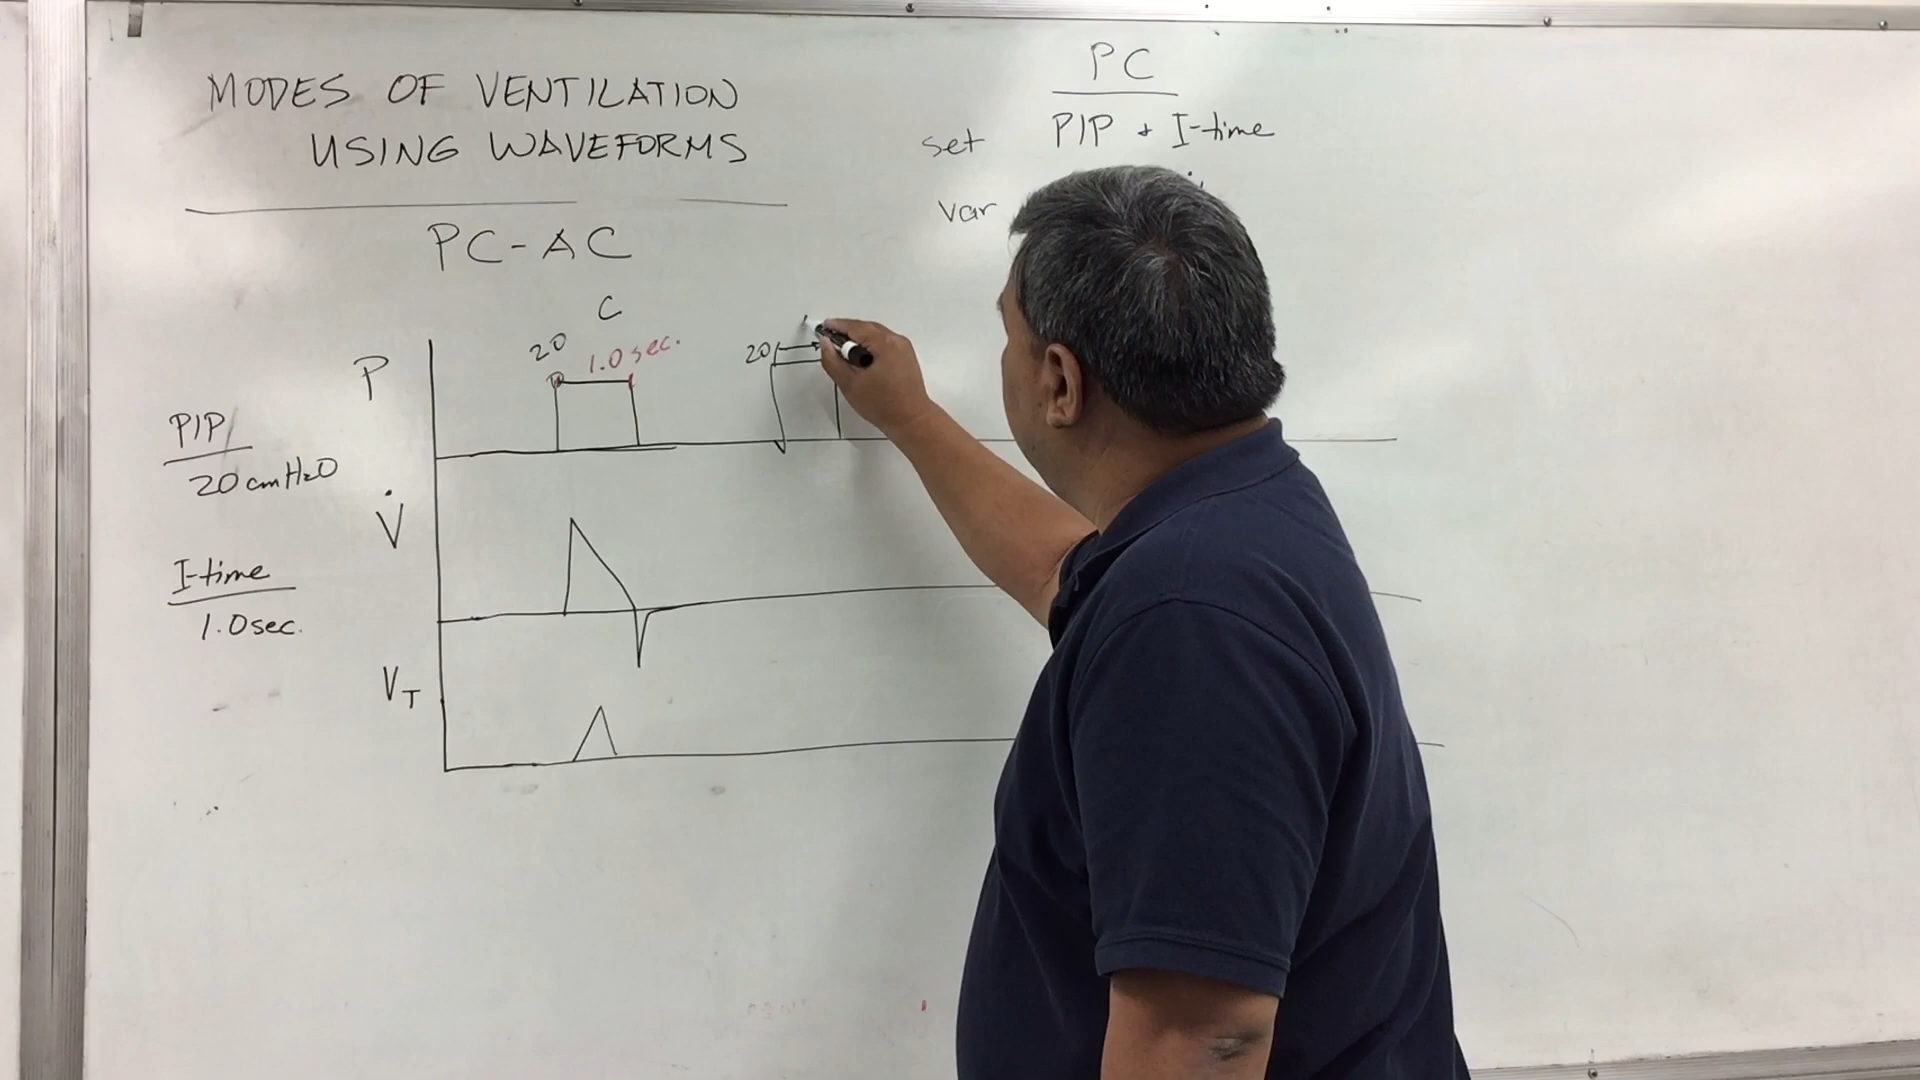 MODES OF VENTILATION
USING WAVEFORMS
PC-AC
PC
set PIP + I-time
var
C
20 1.0 sec.
20
P
PIP
20 cmH2O
V̇
I-time
1.0 sec.
VT